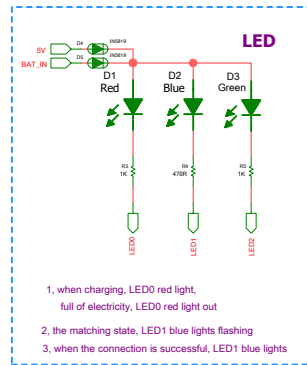 LED
D4
IN5819
5V
D5
IN5819
BAT_IN
D1
Red
D2
Blue
D3
Green
R3
1K
R4
470R
R5
1K
LED0
LED1
LED2
1, when charging, LED0 red light,
full of electricity, LED0 red light out
2, the matching state, LED1 blue lights flashing
3, when the connection is successful, LED1 blue lights